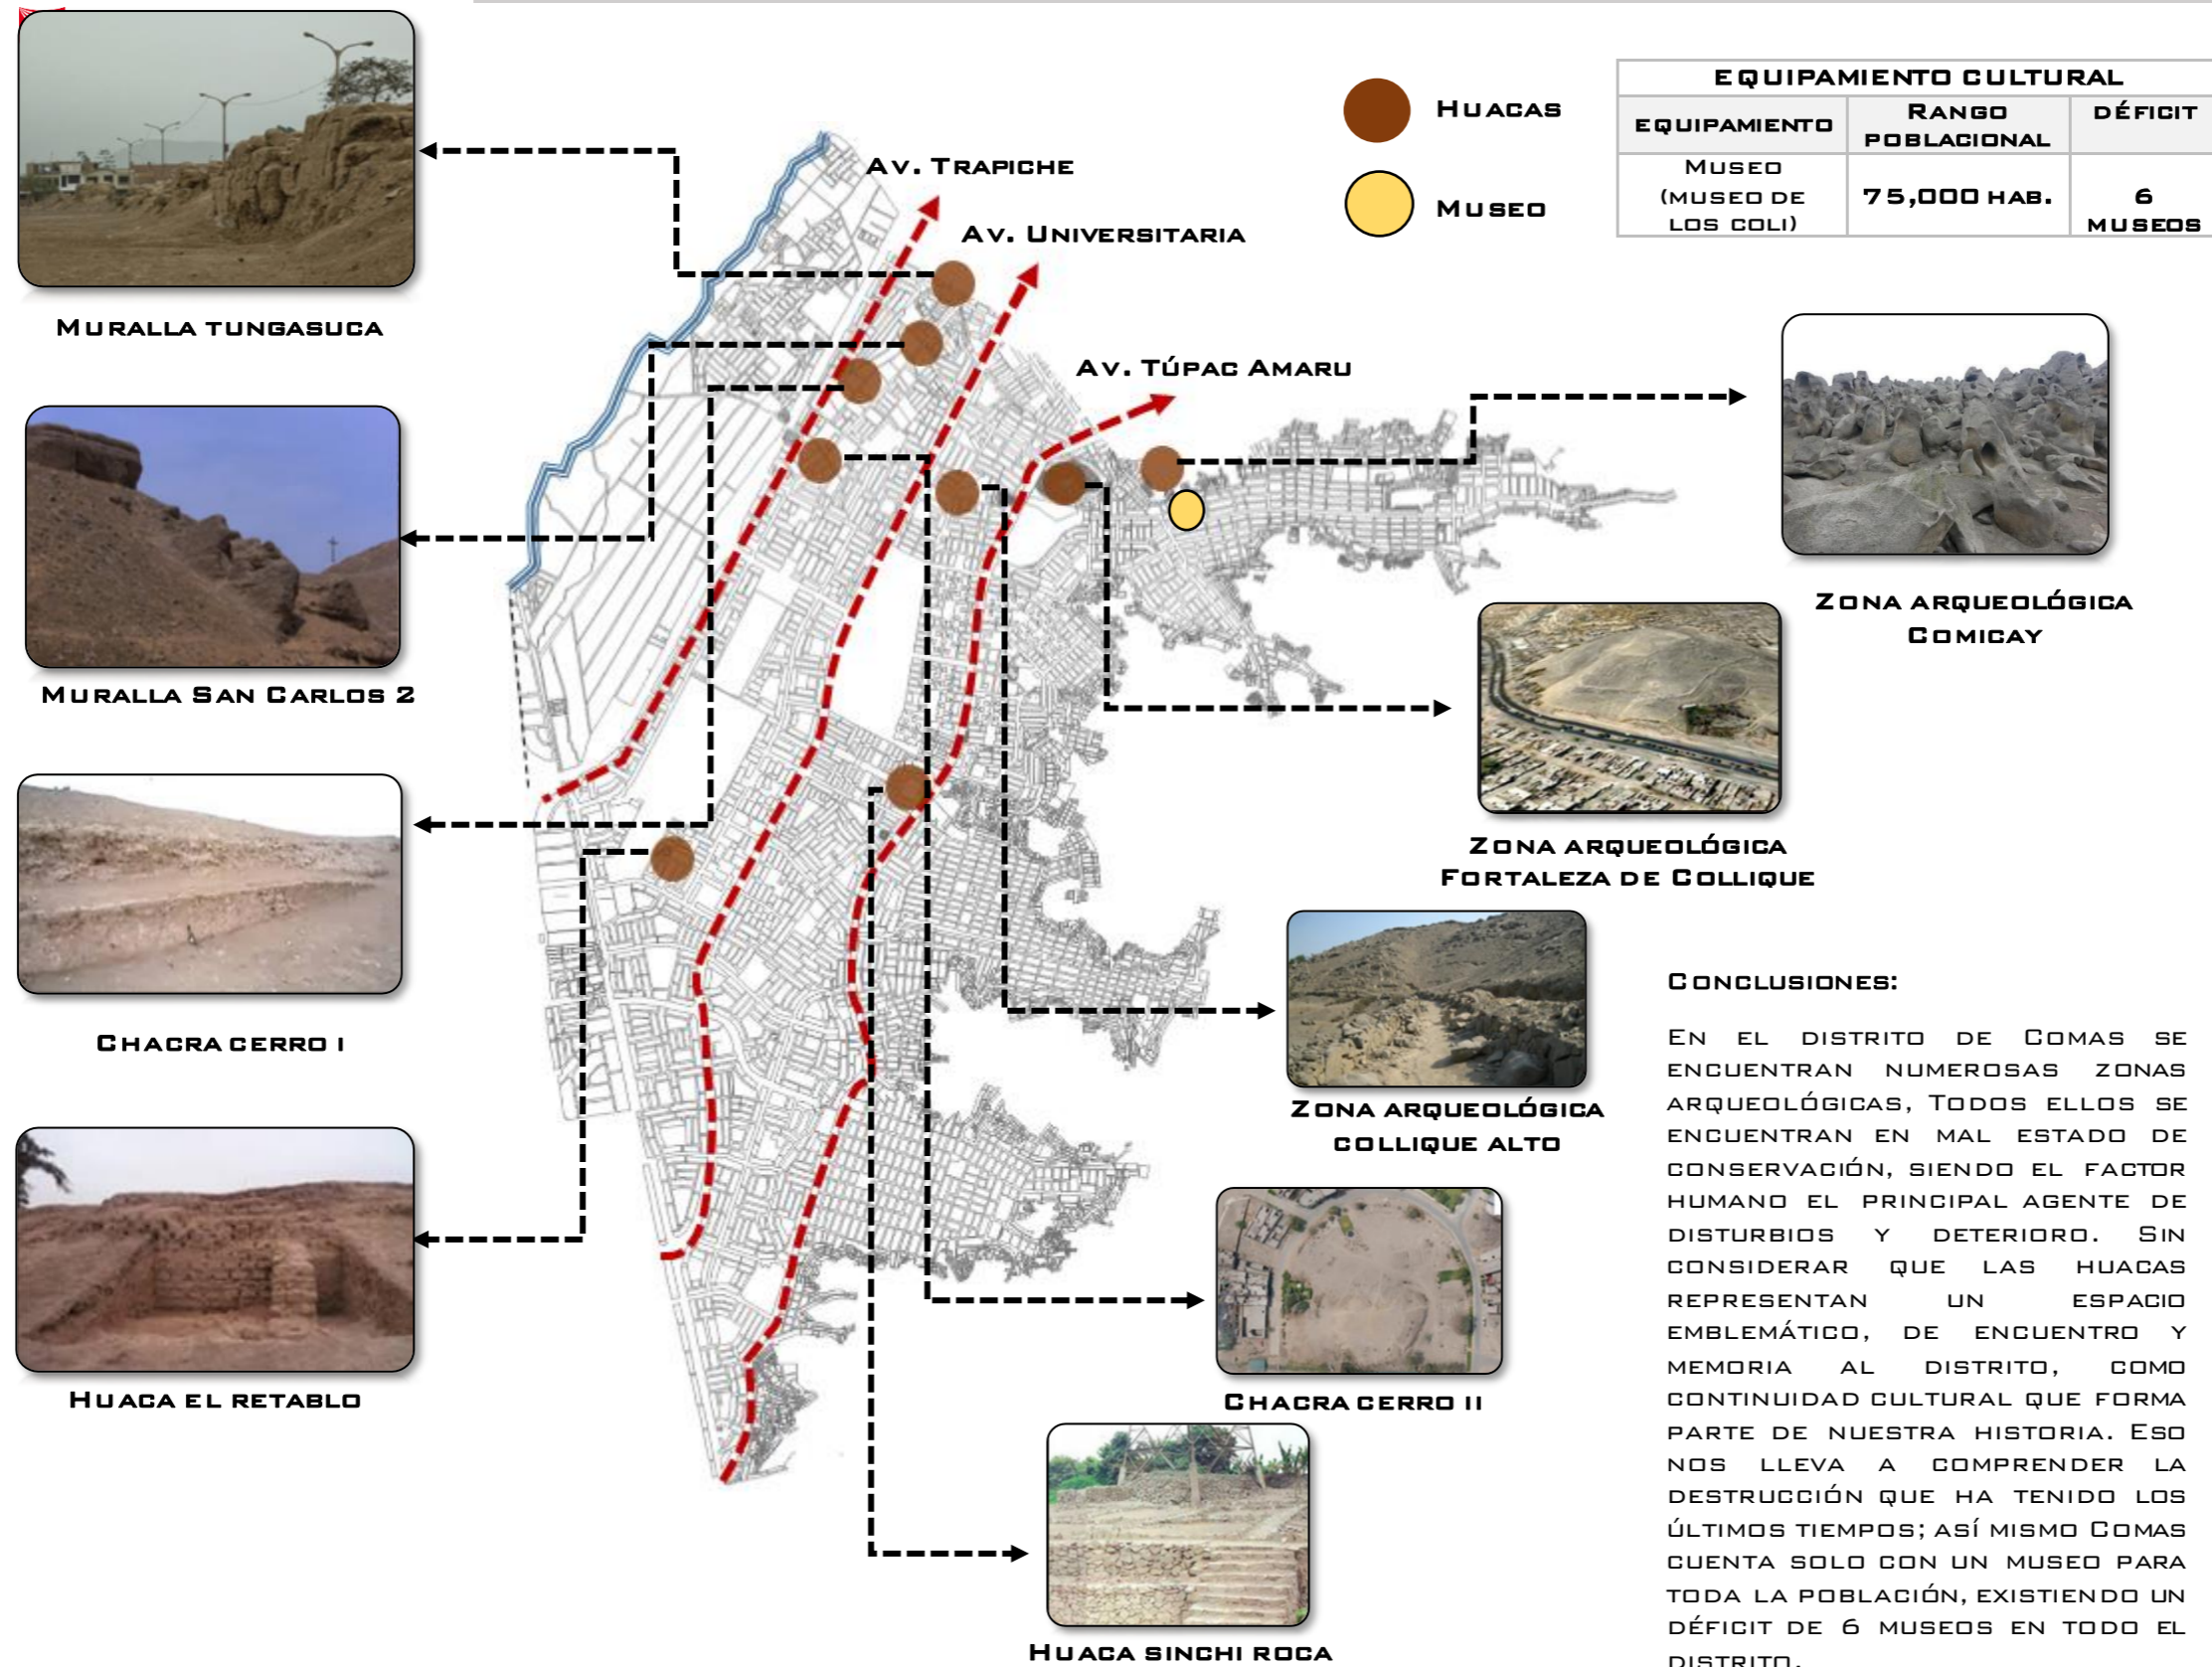 Av. Trapiche
Av. Universitaria
Av. Túpac Amaru
Huacas
Museo
EQUIPAMIENTO CULTURAL
EQUIPAMIENTO
Rango
poblacional
déficit
Museo
(museo de
los coli)
75,000 hab.
6
museos
Muralla tungasuca
Muralla San Carlos 2
Chacra cerro I
Huaca el retablo
Zona arqueológica
Comicay
Zona arqueológica
Fortaleza de Collique
Zona arqueológica
collique alto
Chacra cerro II
Huaca sinchi roca
Conclusiones:
En el distrito de Comas se
encuentran numerosas zonas
arqueológicas, Todos ellos se
encuentran en mal estado de
conservación, siendo el factor
humano el principal agente de
disturbios y deterioro. Sin
considerar que las huacas
representan un espacio
emblemático, de encuentro y
memoria al distrito, como
continuidad cultural que forma
parte de nuestra historia. Eso
nos lleva a comprender la
destrucción que ha tenido los
últimos tiempos; así mismo Comas
cuenta solo con un museo para
toda la población, existiendo un
déficit de 6 museos en todo el
distrito.